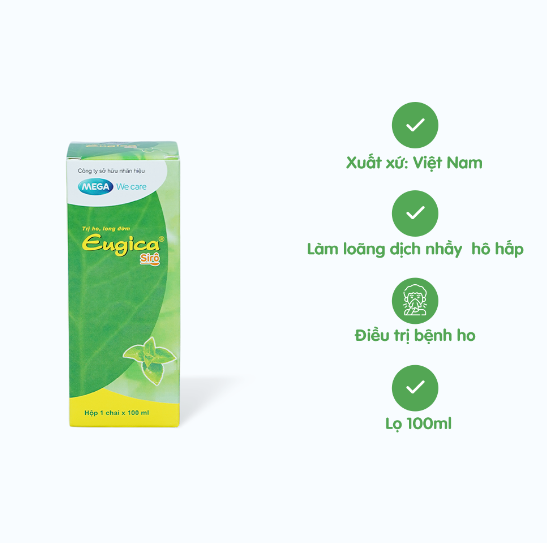 Công ty sở hữu nhãn hiệu
MEGA We care
Trị ho, long đờm
Eugica®
Sirô
Hộp 1 chai x 100 ml
Xuất xứ: Việt Nam
Làm loãng dịch nhầy hô hấp
Điều trị bệnh ho
Lọ 100ml